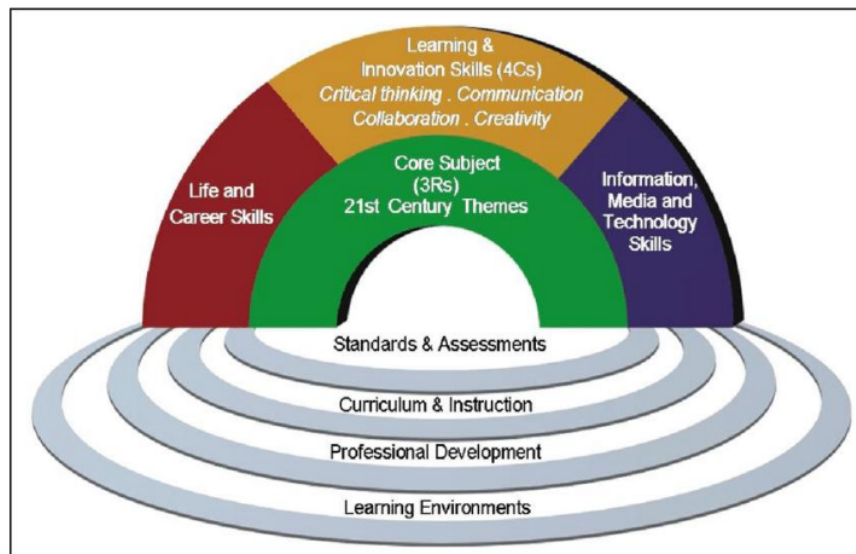 Learning &
Innovation Skills (4Cs)
Critical thinking . Communication
Collaboration . Creativity
Core Subject
(3Rs)
21st Century Themes
Life and
Career Skills
Information,
Media and
Technology
Skills
Standards & Assessments
Curriculum & Instruction
Professional Development
Learning Environments